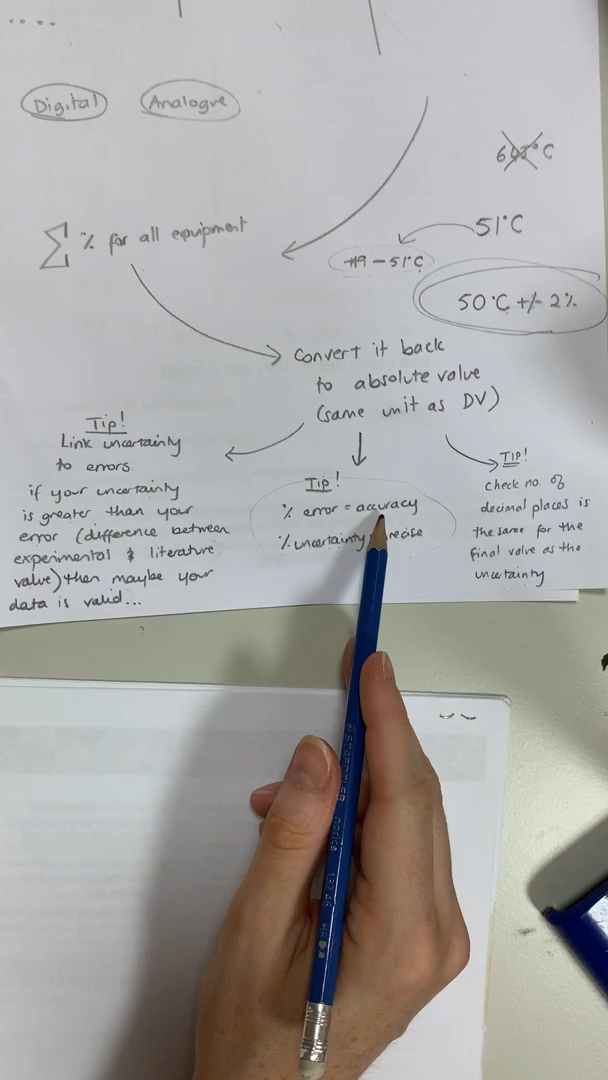 Digital
Analogue
Σ % for all equipment
51°C
- 51°C
50°C +/- 2%
Convert it back
to absolute value
(same unit as DV)
Tip!
Link uncertainty
to errors
if your uncertainty
is greater than your
error (difference between
experimental & literature
value) then maybe your
data is valid...
Tip!
% error = accuracy
% uncertainty
Tip!
check no. of
decimal places is
the same for the
final value as the
uncertainty
STAEDTLER norica 132 46 HB